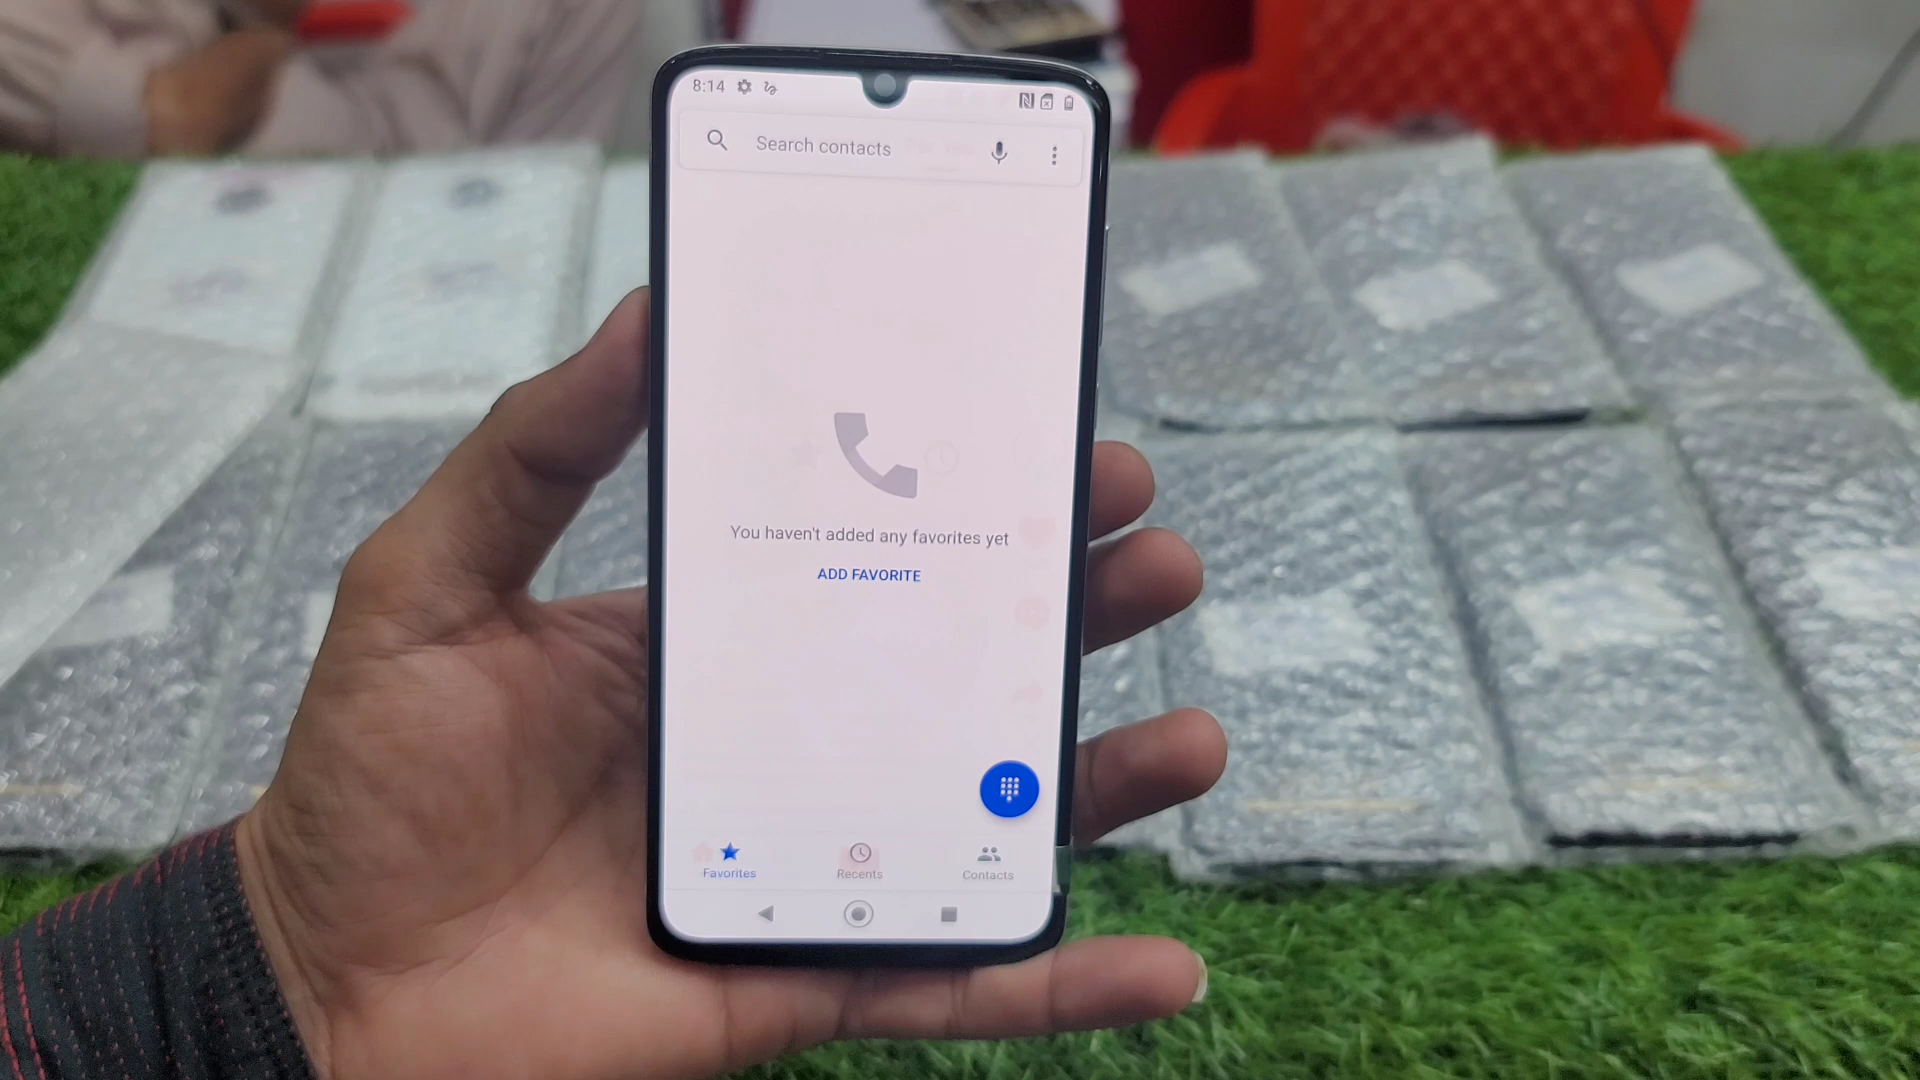 8:14
Search contacts
You haven't added any favorites yet
ADD FAVORITE
Favorites
Recents
Contacts